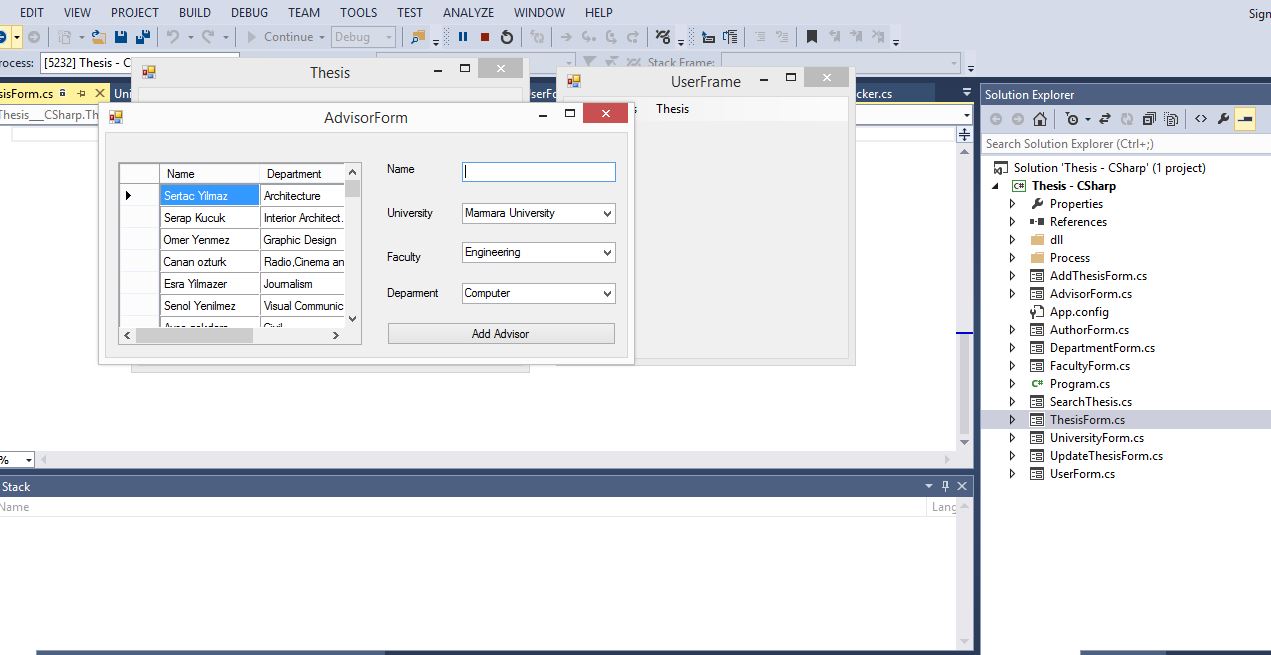 EDIT VIEW PROJECT BUILD DEBUG TEAM TOOLS TEST ANALYZE WINDOW HELP
Sign
Continue Debug
rocess: [5232] Thesis - C
Stack Frame:
Thesis
UserFrame
Thesis
sisForm.cs
Uni
UserFo
cker.cs
Thesis___CSharp.Th
AdvisorForm
Name Department
Sertac Yilmaz Architecture
Serap Kucuk Interior Architect.
Omer Yenmez Graphic Design
Canan ozturk Radio,Cinema an
Esra Yilmazer Journalism
Senol Yenilmez Visual Communic
Name
University Marmara University
Faculty Engineering
Deparment Computer
Add Advisor
%
Stack
Name
Lang
Solution Explorer
Search Solution Explorer (Ctrl+;)
Solution 'Thesis - CSharp' (1 project)
C# Thesis - CSharp
Properties
References
dll
Process
AddThesisForm.cs
AdvisorForm.cs
App.config
AuthorForm.cs
DepartmentForm.cs
FacultyForm.cs
C# Program.cs
SearchThesis.cs
ThesisForm.cs
UniversityForm.cs
UpdateThesisForm.cs
UserForm.cs